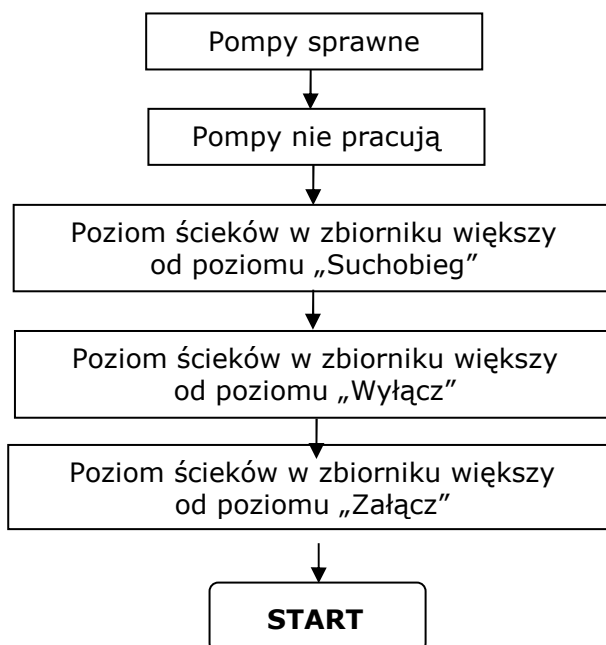 Pompy sprawne
Pompy nie pracują
Poziom ścieków w zbiorniku większy
od poziomu „Suchobieg”
Poziom ścieków w zbiorniku większy
od poziomu „Wyłącz”
Poziom ścieków w zbiorniku większy
od poziomu „Załącz”
START